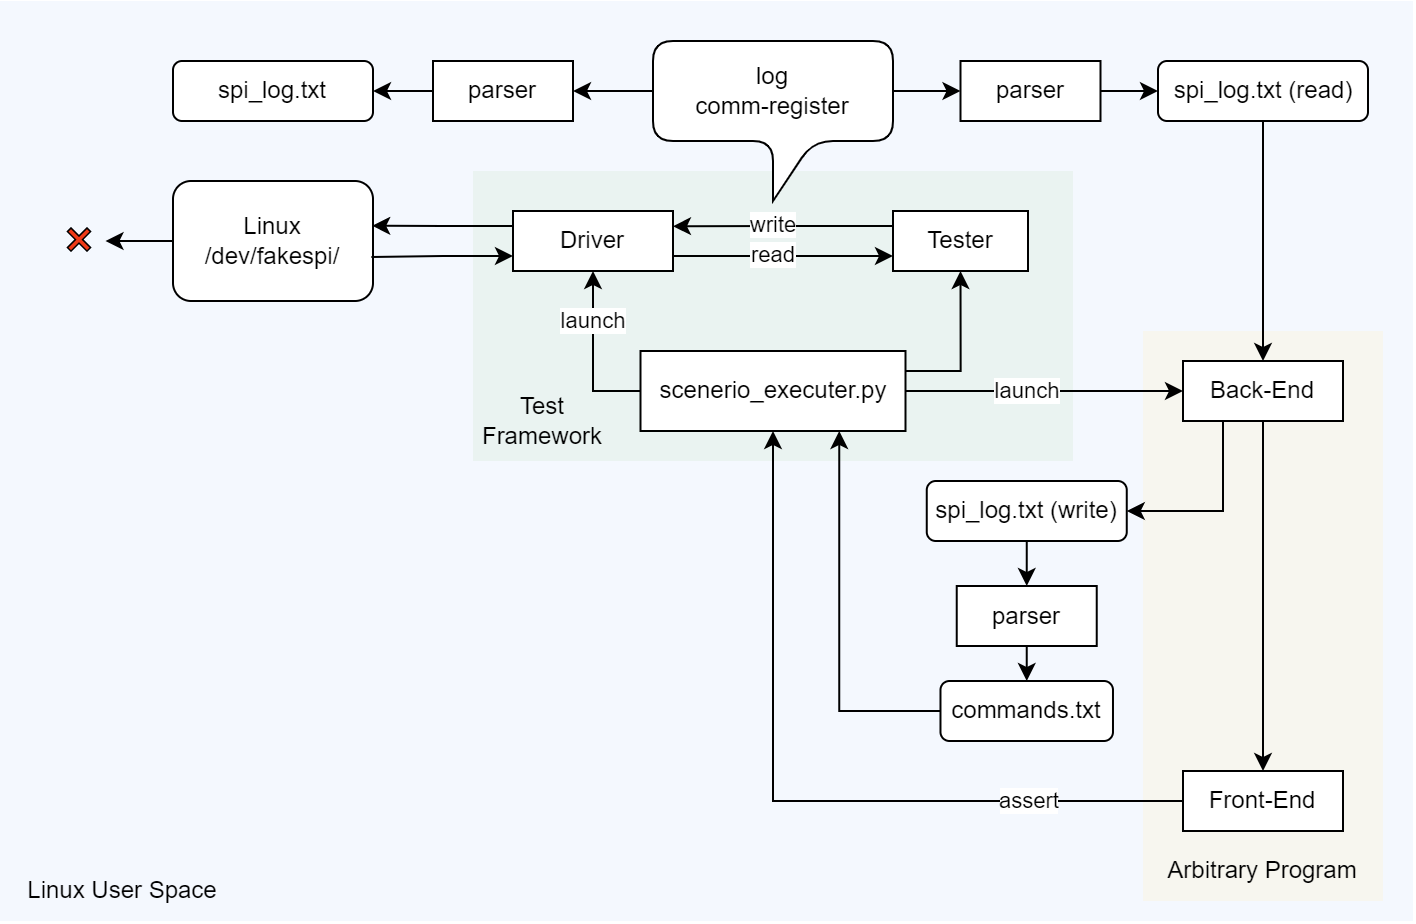 spi_log.txt
parser
log
comm-register
parser
spi_log.txt (read)
Linux
/dev/fakespi/
Driver
write
read
Tester
launch
scenerio_executer.py
launch
Back-End
Test
Framework
spi_log.txt (write)
parser
commands.txt
assert
Front-End
Arbitrary Program
Linux User Space